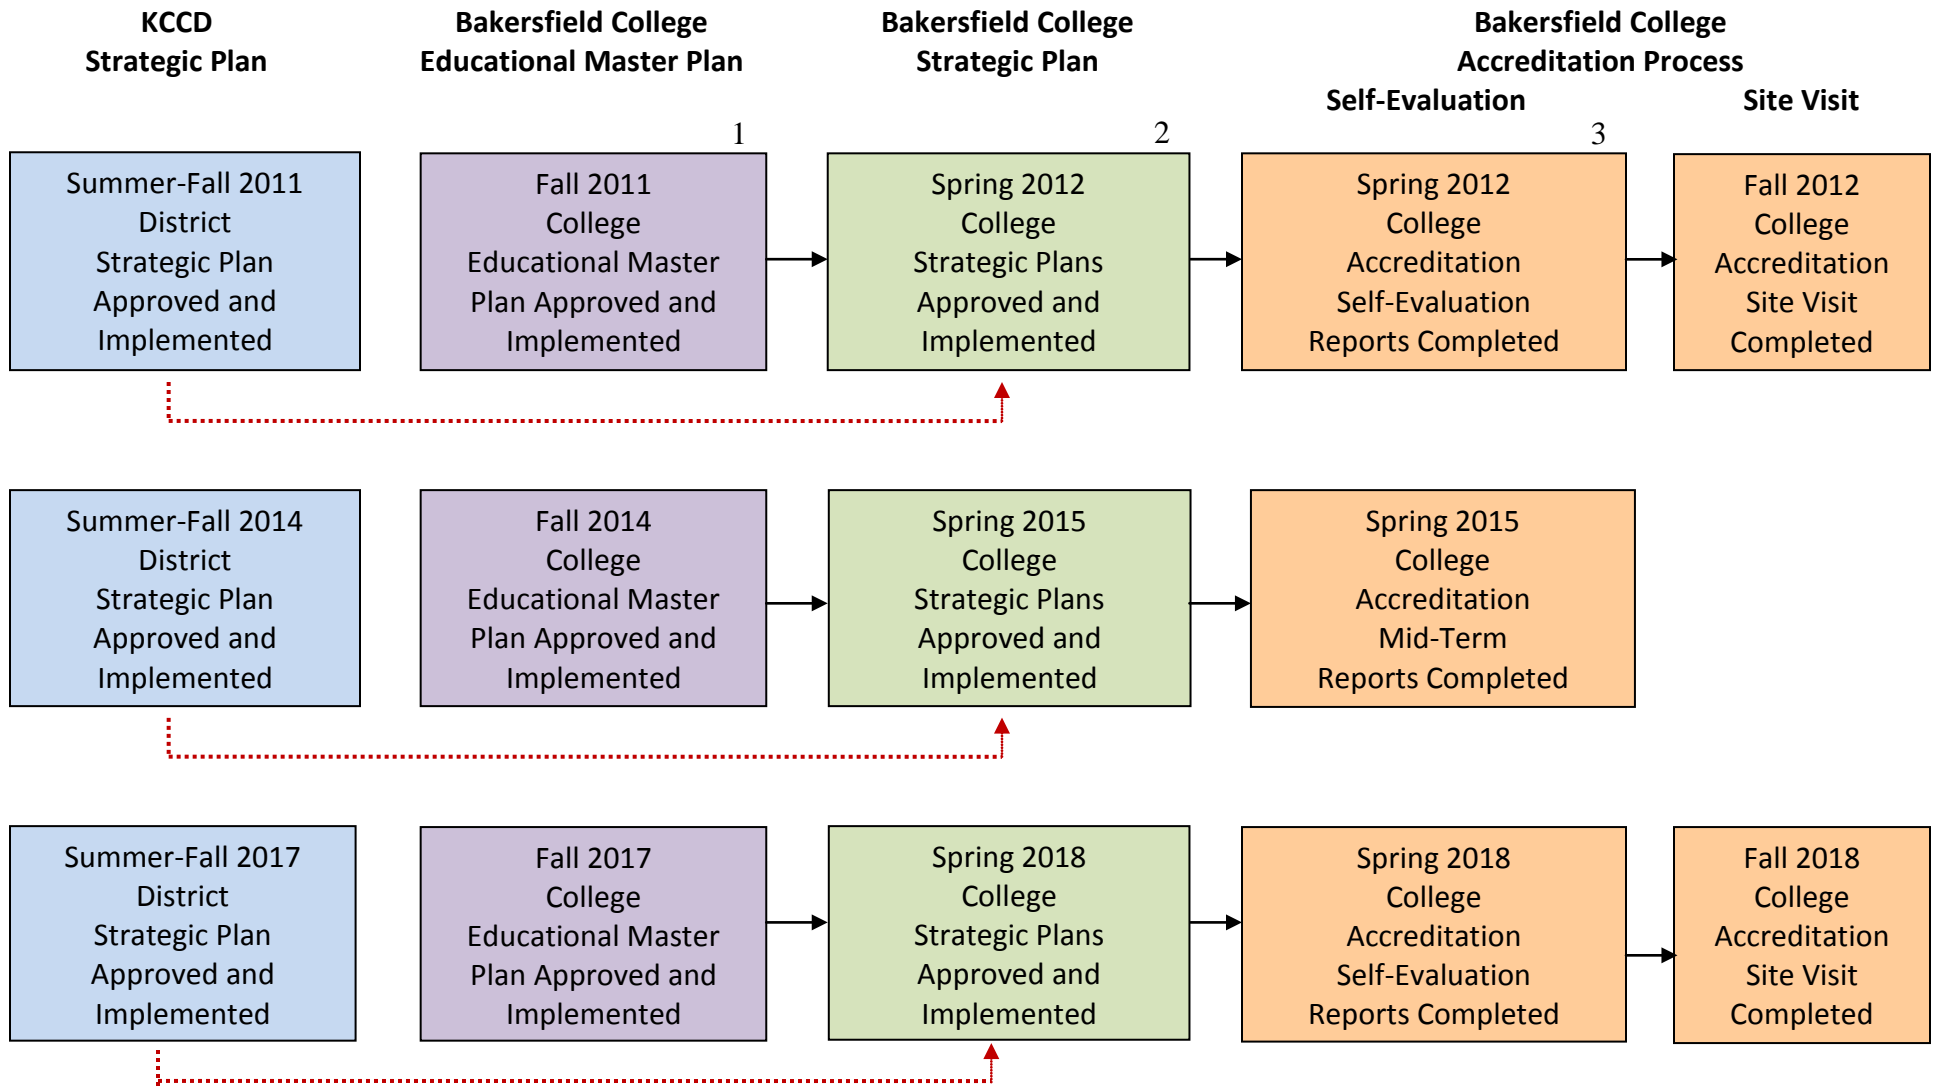 KCCD
Strategic Plan
Bakersfield College
Educational Master Plan
Bakersfield College
Strategic Plan
Bakersfield College
Accreditation Process
Self-Evaluation
Site Visit
1
2
3
Summer-Fall 2011
District
Strategic Plan
Approved and
Implemented
Fall 2011
College
Educational Master
Plan Approved and
Implemented
Spring 2012
College
Strategic Plans
Approved and
Implemented
Spring 2012
College
Accreditation
Self-Evaluation
Reports Completed
Fall 2012
College
Accreditation
Site Visit
Completed
Summer-Fall 2014
District
Strategic Plan
Approved and
Implemented
Fall 2014
College
Educational Master
Plan Approved and
Implemented
Spring 2015
College
Strategic Plans
Approved and
Implemented
Spring 2015
College
Accreditation
Mid-Term
Reports Completed
Summer-Fall 2017
District
Strategic Plan
Approved and
Implemented
Fall 2017
College
Educational Master
Plan Approved and
Implemented
Spring 2018
College
Strategic Plans
Approved and
Implemented
Spring 2018
College
Accreditation
Self-Evaluation
Reports Completed
Fall 2018
College
Accreditation
Site Visit
Completed